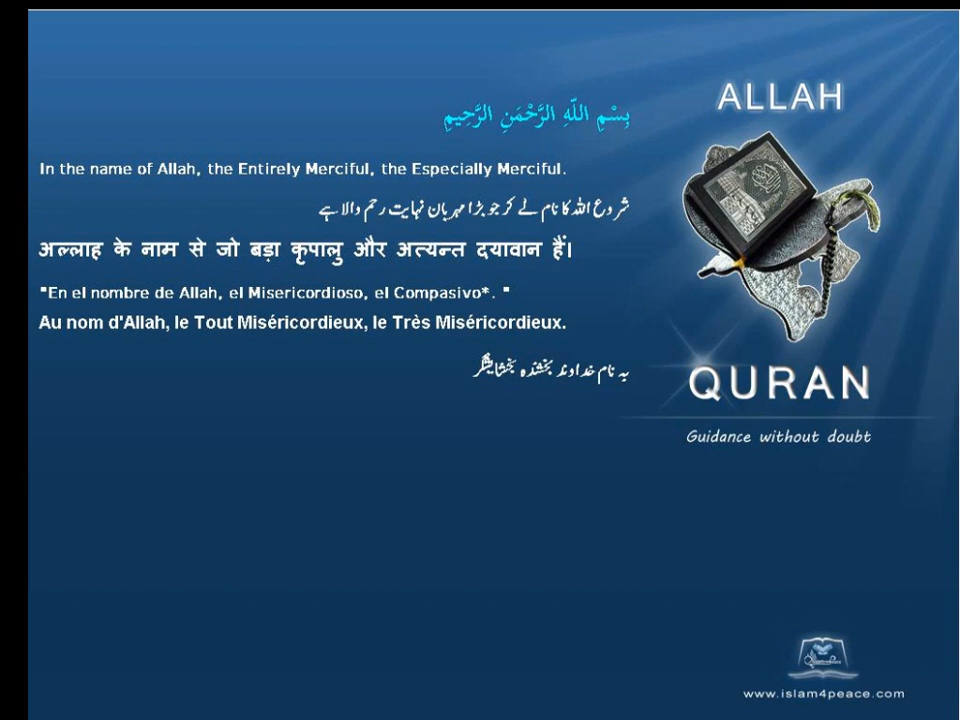 بِسْمِ اللّهِ الرَّحْمَنِ الرَّحِيمِ
In the name of Allah, the Entirely Merciful, the Especially Merciful.
شروع اللہ کا نام لے کر جو بڑا مہربان نہایت رحم والا ہے
अल्लाह के नाम से जो बड़ा कृपालु और अत्यन्त दयावान हैं।
"En el nombre de Allah, el Misericordioso, el Compasivo*. "
Au nom d'Allah, le Tout Miséricordieux, le Très Miséricordieux.
به نام خداوند بخشنده بخشایشگر
ALLAH
QURAN
Guidance without doubt
www.islam4peace.com